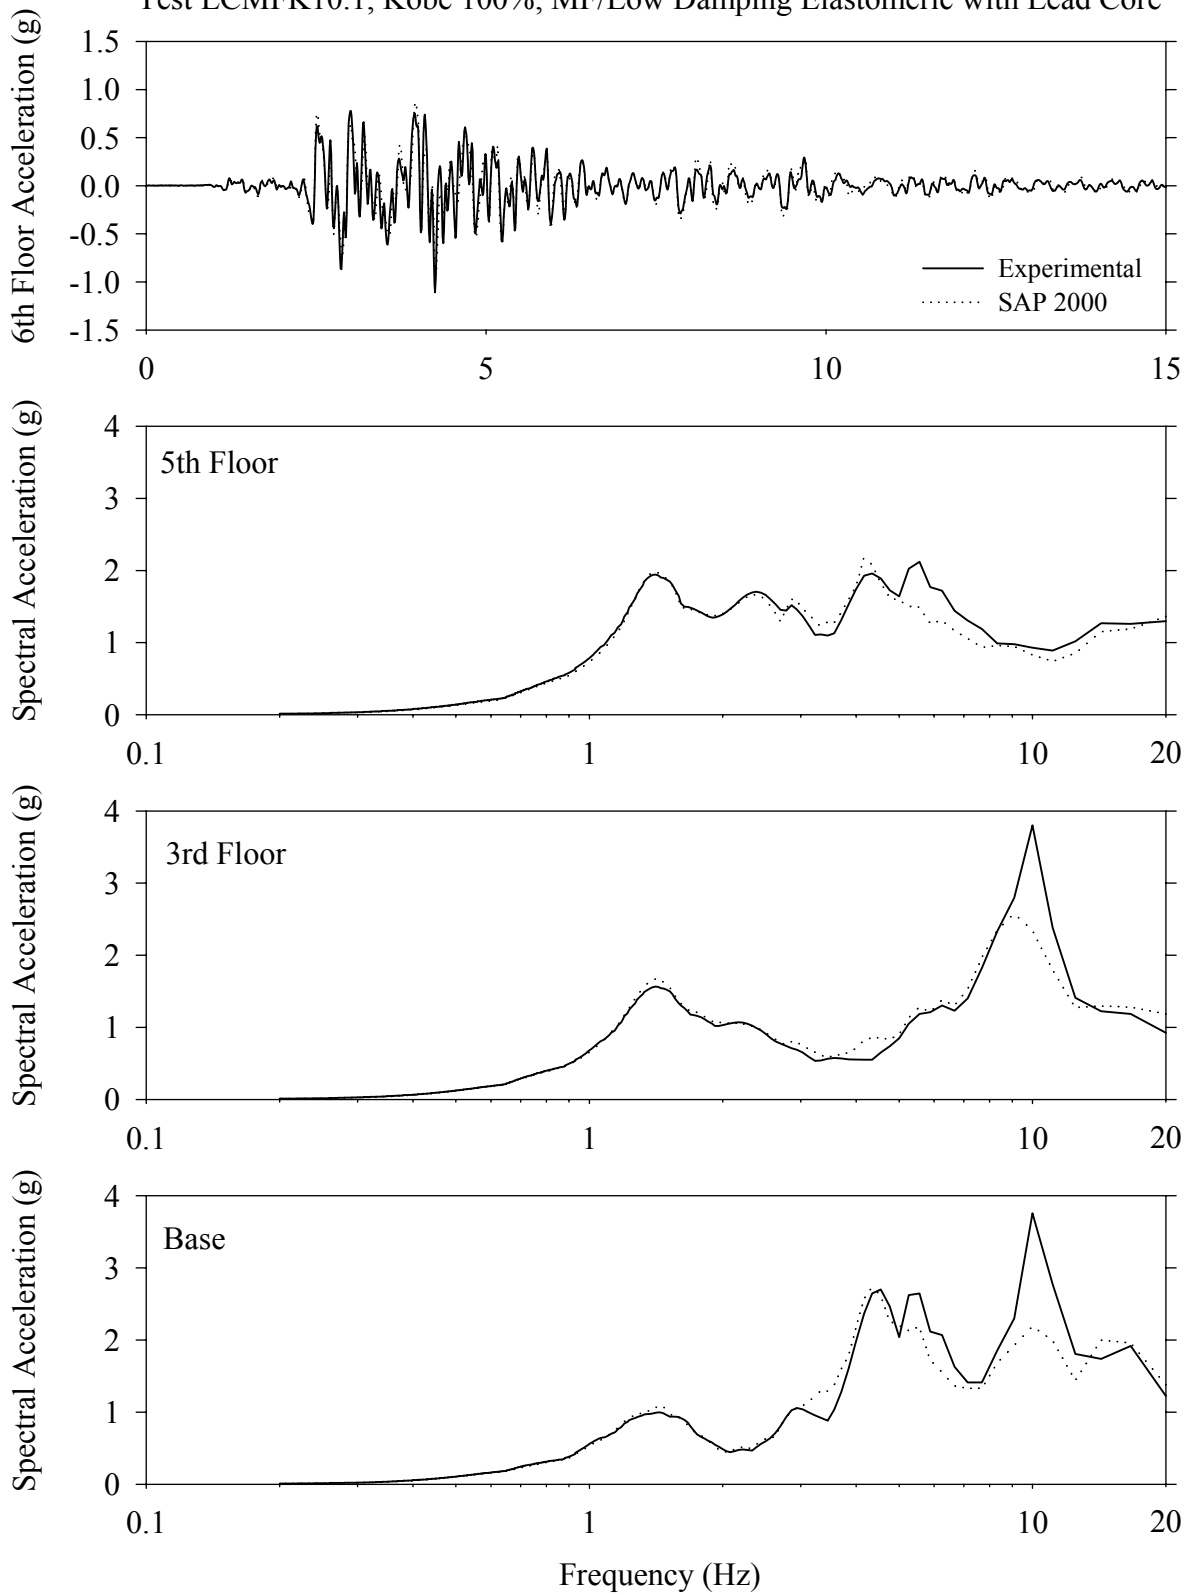 Test LCMFK10.1, Kobe 100%, MF/Low Damping Elastomeric with Lead Core
6th Floor Acceleration (g)
1.5
1.0
0.5
0.0
-0.5
-1.0
-1.5
Experimental
SAP 2000
0 5 10 15
Spectral Acceleration (g)
4
3
2
1
0
5th Floor
0.1 1 10 20
Spectral Acceleration (g)
4
3
2
1
0
3rd Floor
0.1 1 10 20
Spectral Acceleration (g)
4
3
2
1
0
Base
0.1 1 10 20
Frequency (Hz)